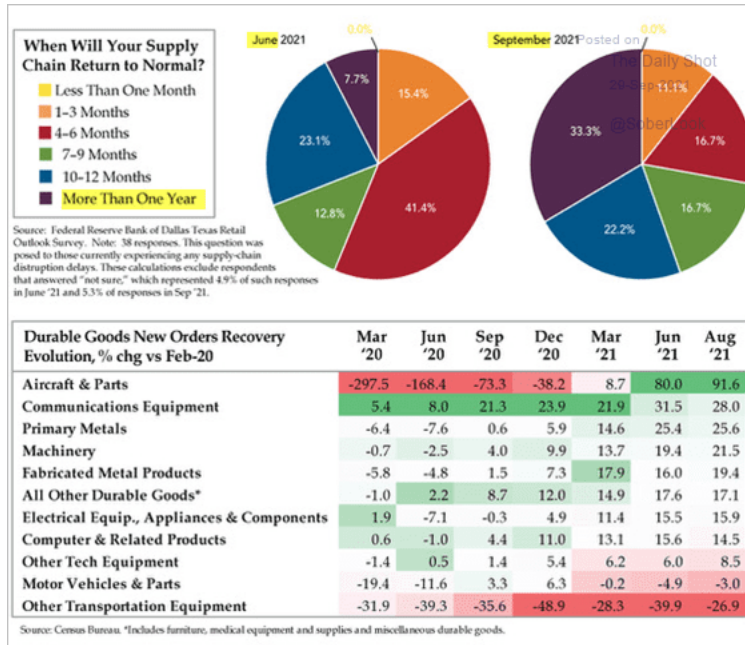 When Will Your Supply
Chain Return to Normal?
Less Than One Month
1–3 Months
4–6 Months
7–9 Months
10–12 Months
More Than One Year
Source: Federal Reserve Bank of Dallas Texas Retail
Outlook Survey. Note: 38 responses. This question was
posed to those currently experiencing any supply-chain
distruption delays. These calculations exclude respondents
that answered "not sure," which represented 4.9% of such responses
in June '21 and 5.3% of responses in Sep '21.
June 2021
0.0%
7.7%
15.4%
23.1%
41.4%
12.8%
September 2021
0.0%
Posted on
The Daily Shot
29-Sep-2021
@SoberLook
11.1%
33.3%
16.7%
16.7%
22.2%
Durable Goods New Orders Recovery Mar Jun Sep Dec Mar Jun Aug
Evolution, % chg vs Feb-20 '20 '20 '20 '20 '21 '21 '21
Aircraft & Parts -297.5 -168.4 -73.3 -38.2 8.7 80.0 91.6
Communications Equipment 5.4 8.0 21.3 23.9 21.9 31.5 28.0
Primary Metals -6.4 -7.6 0.6 5.9 14.6 25.4 25.6
Machinery -0.7 -2.5 4.0 9.9 13.7 19.4 21.5
Fabricated Metal Products -5.8 -4.8 1.5 7.3 17.9 16.0 19.4
All Other Durable Goods* -1.0 2.2 8.7 12.0 14.9 17.6 17.1
Electrical Equip., Appliances & Components 1.9 -7.1 -0.3 4.9 11.4 15.5 15.9
Computer & Related Products 0.6 -1.0 4.4 11.0 13.1 15.6 14.5
Other Tech Equipment -1.4 0.5 1.4 5.4 6.2 6.0 8.5
Motor Vehicles & Parts -19.4 -11.6 3.3 6.3 -0.2 -4.9 -3.0
Other Transportation Equipment -31.9 -39.3 -35.6 -48.9 -28.3 -39.9 -26.9
Source: Census Bureau. *Includes furniture, medical equipment and supplies and miscellaneous durable goods.